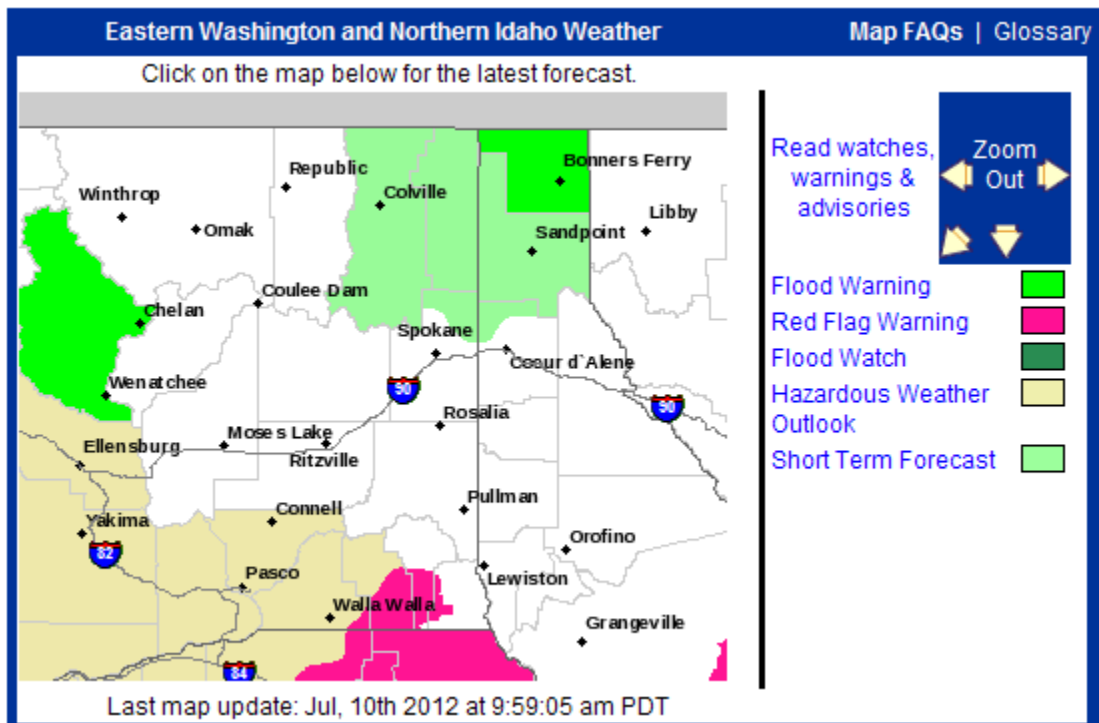 Eastern Washington and Northern Idaho Weather
Map FAQs | Glossary
Click on the map below for the latest forecast.
Republic
Bonners Ferry
Winthrop
Colville
Omak
Libby
Sandpoint
Coulee Dam
Chelan
Spokane
Coeur d`Alene
Wenatchee
90
90
Rosalia
Ellensburg
Moses Lake
Ritzville
Pullman
Connell
Yakima
Orofino
82
Pasco
Lewiston
Walla Walla
Grangeville
84
Read watches,
warnings &
advisories
Zoom
Out
Flood Warning
Red Flag Warning
Flood Watch
Hazardous Weather
Outlook
Short Term Forecast
Last map update: Jul, 10th 2012 at 9:59:05 am PDT